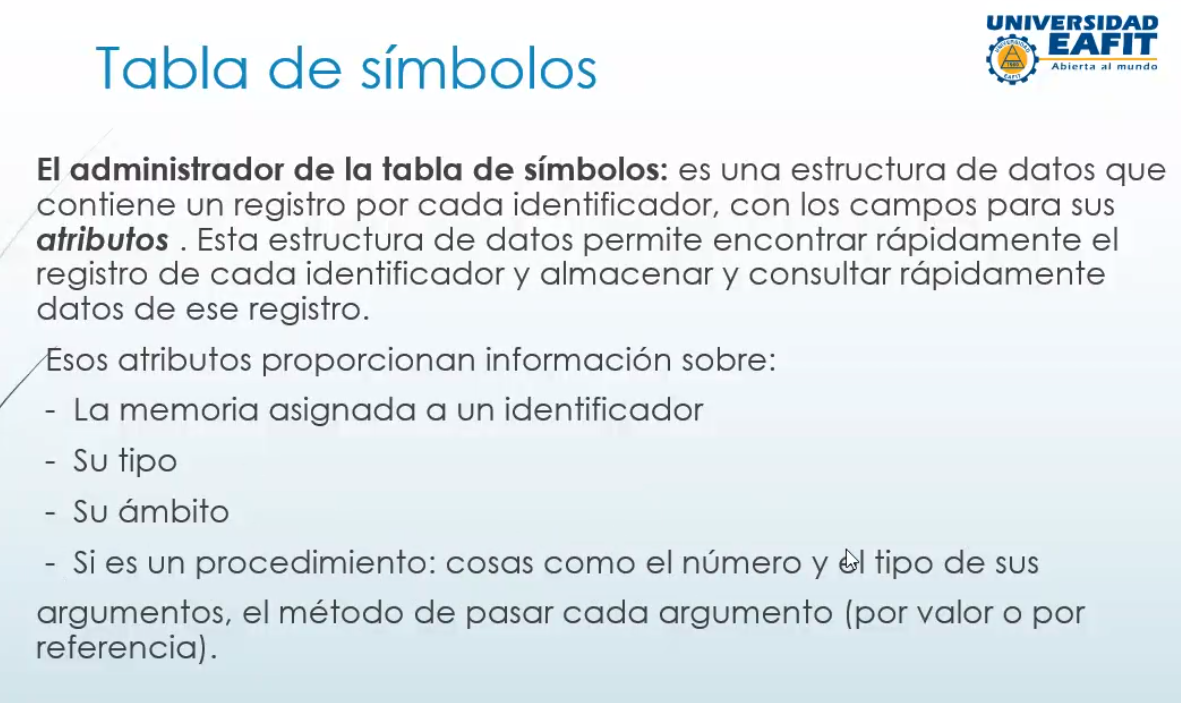 UNIVERSIDAD
EAFIT
Abierta al mundo
Tabla de símbolos
El administrador de la tabla de símbolos: es una estructura de datos que
contiene un registro por cada identificador, con los campos para sus
atributos . Esta estructura de datos permite encontrar rápidamente el
registro de cada identificador y almacenar y consultar rápidamente
datos de ese registro.
Esos atributos proporcionan información sobre:
- La memoria asignada a un identificador
- Su tipo
- Su ámbito
- Si es un procedimiento: cosas como el número y el tipo de sus
argumentos, el método de pasar cada argumento (por valor o por
referencia).